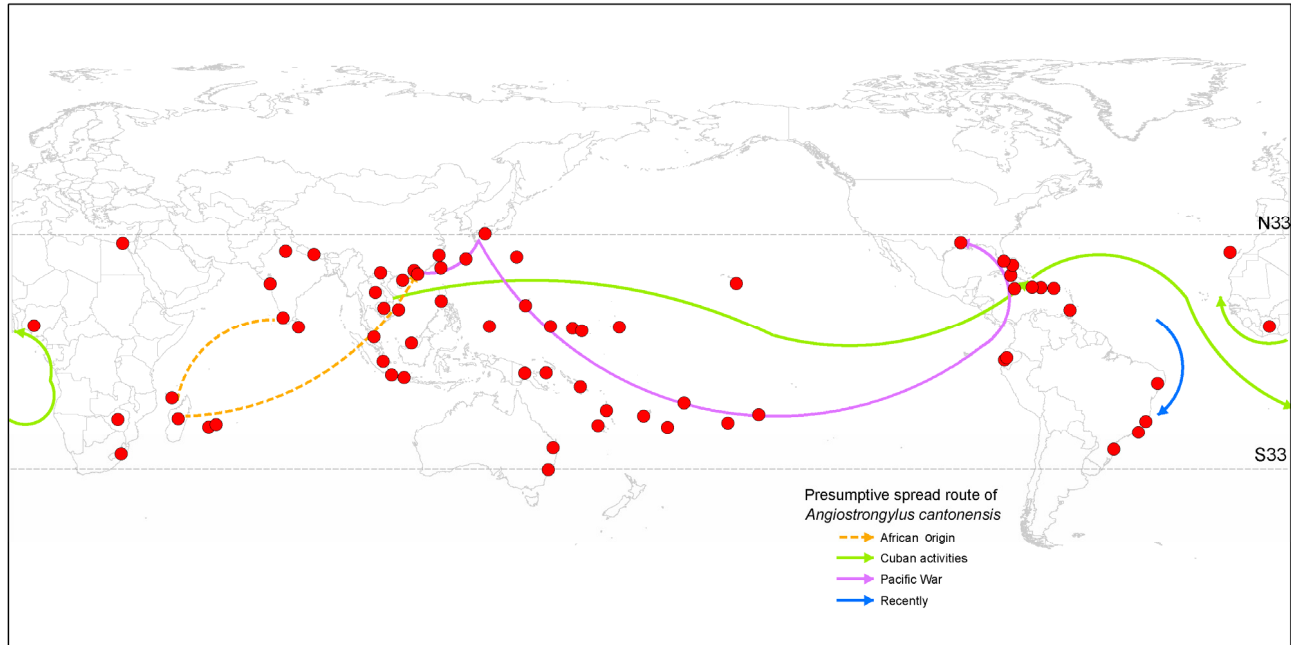 N33
S33
Presumptive spread route of
Angiostrongylus cantonensis
African origin
Cuban activities
Pacific War
Recently